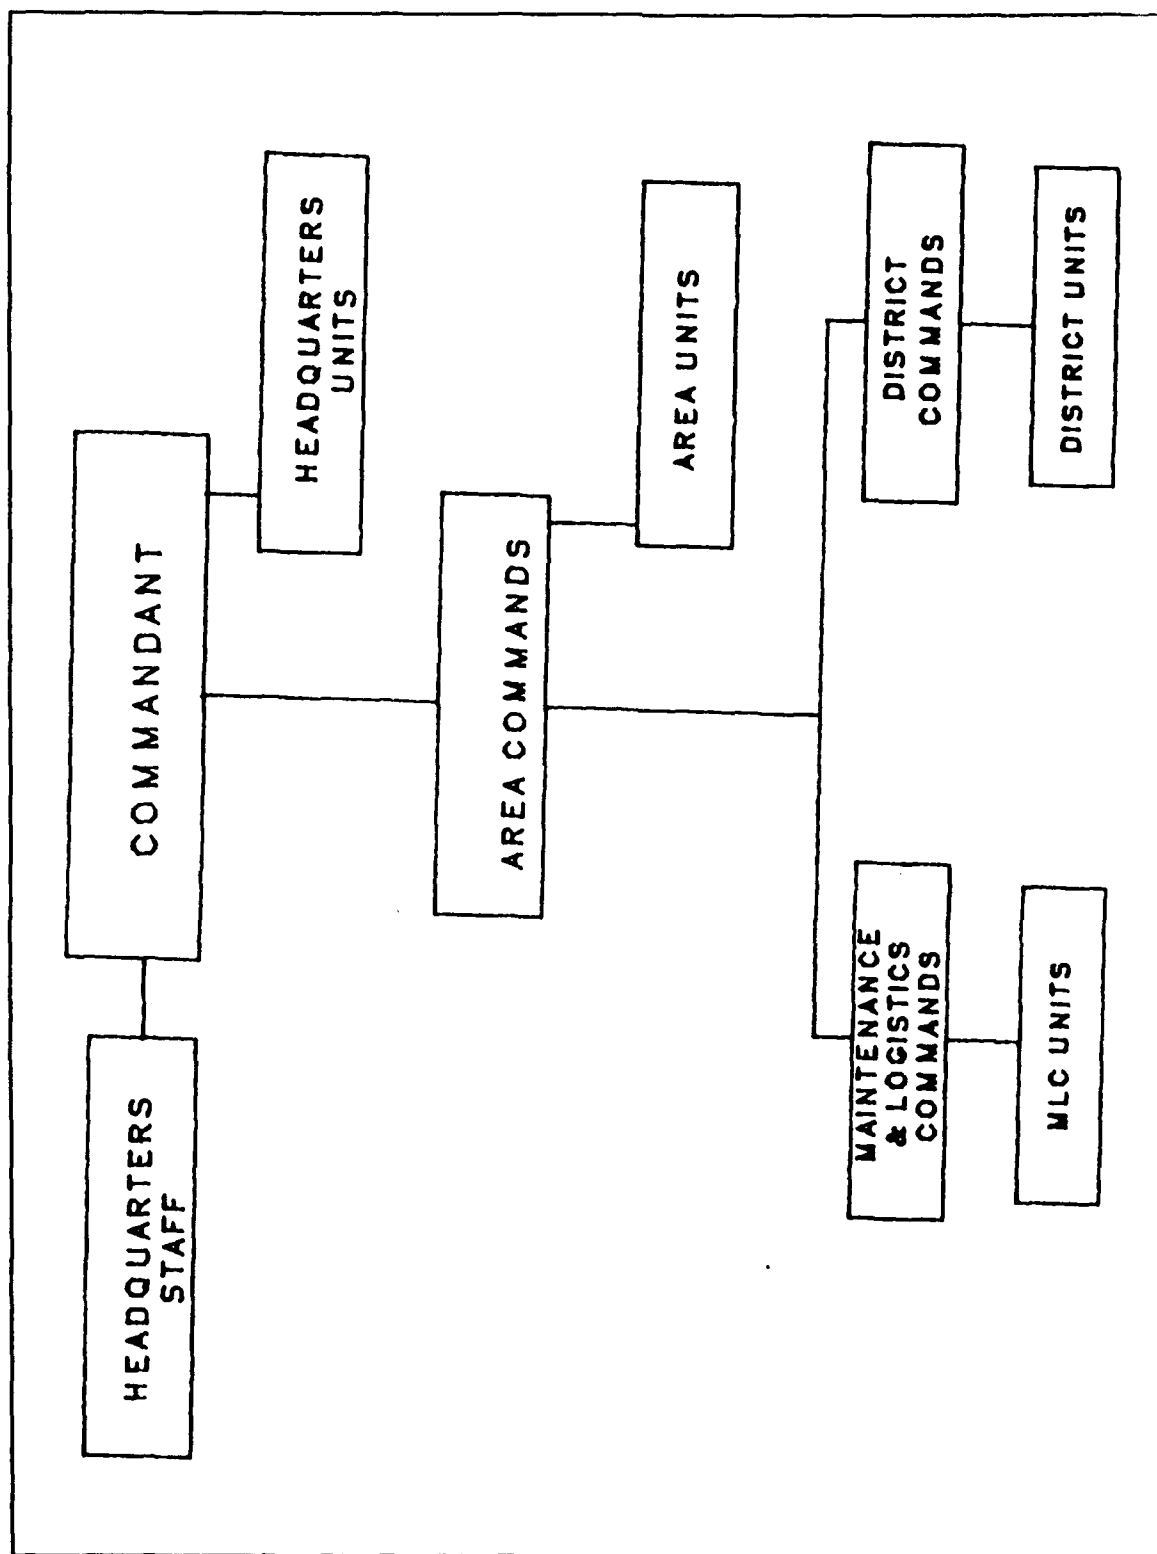 HEADQUARTERS
STAFF
COMMANDANT
HEADQUARTERS
UNITS
AREA COMMANDS
AREA UNITS
MAINTENANCE
& LOGISTICS
COMMANDS
DISTRICT
COMMANDS
MLC UNITS
DISTRICT UNITS